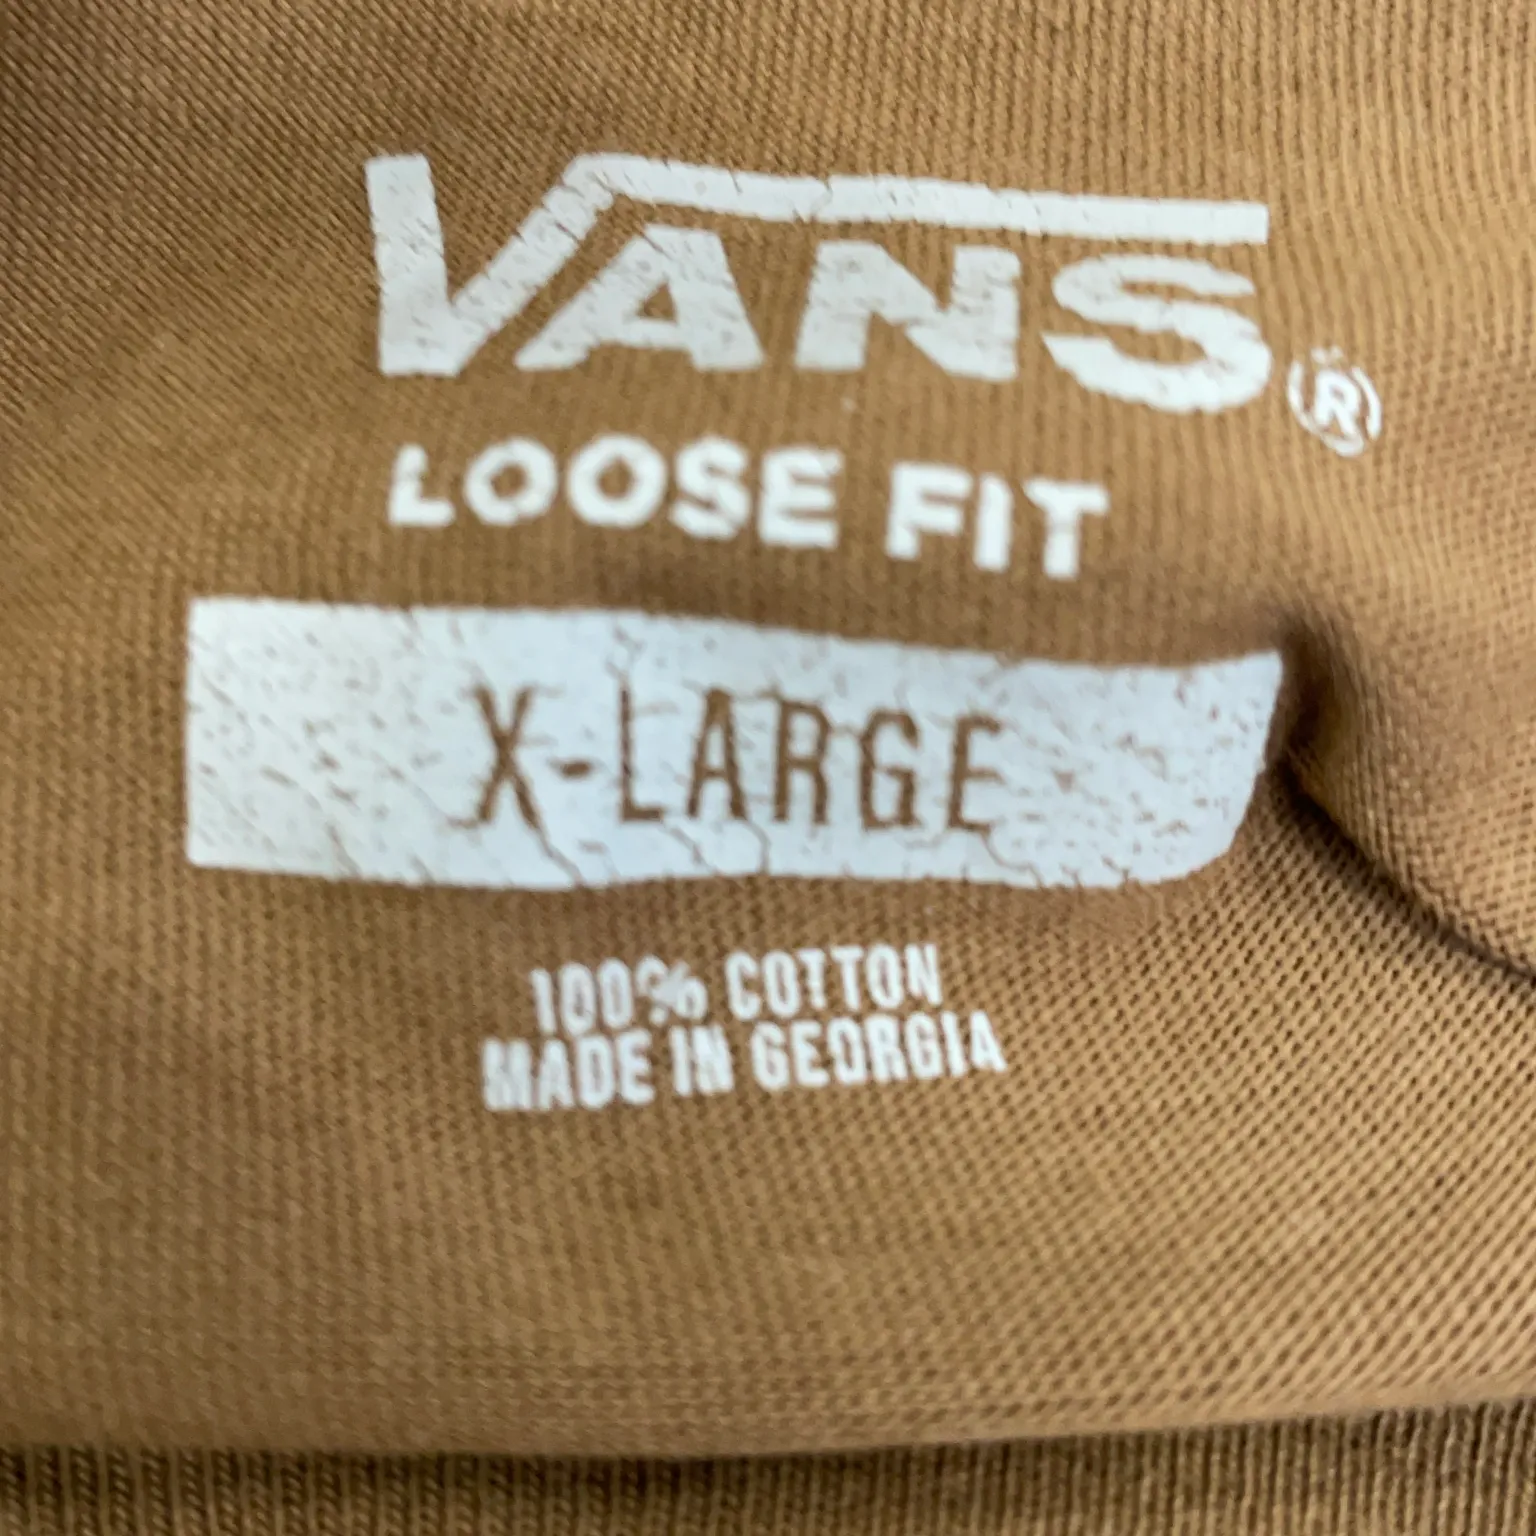 VANS®
LOOSE FIT
X-LARGE
100% COTTON
MADE IN GEORGIA